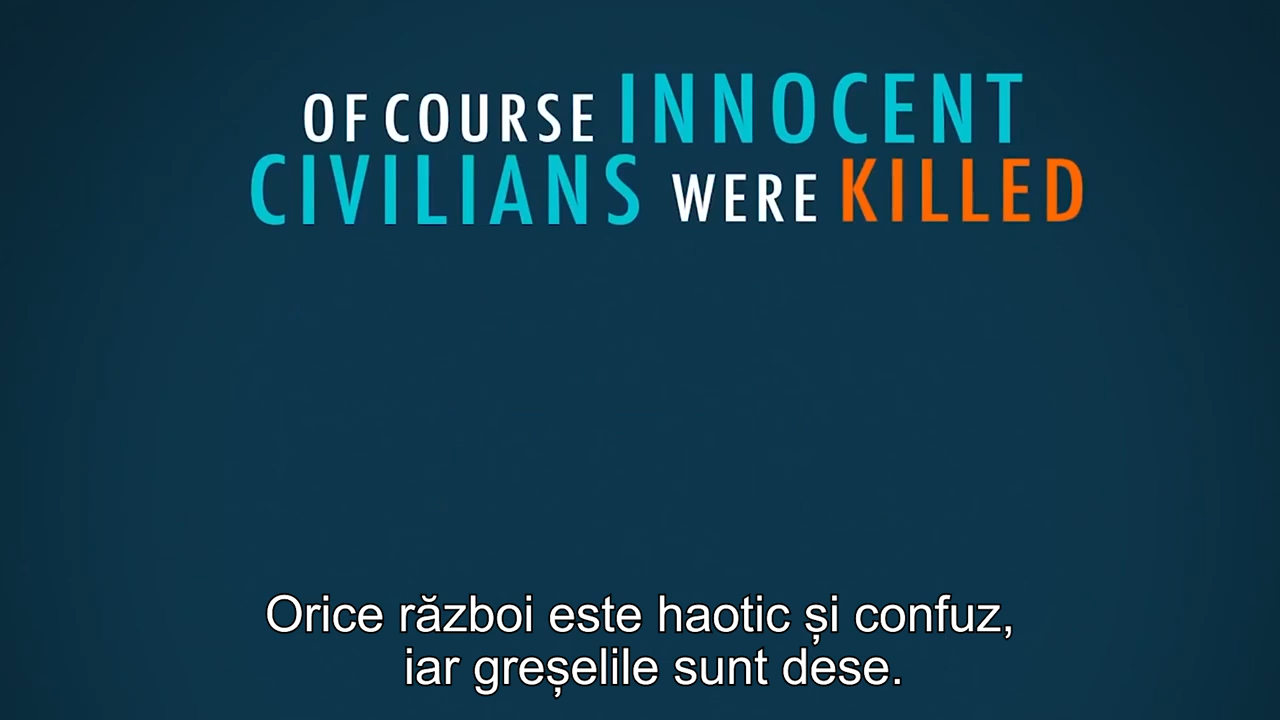 OF COURSE INNOCENT
CIVILIANS WERE KILLED
Orice război este haotic și confuz,
iar greșelile sunt dese.